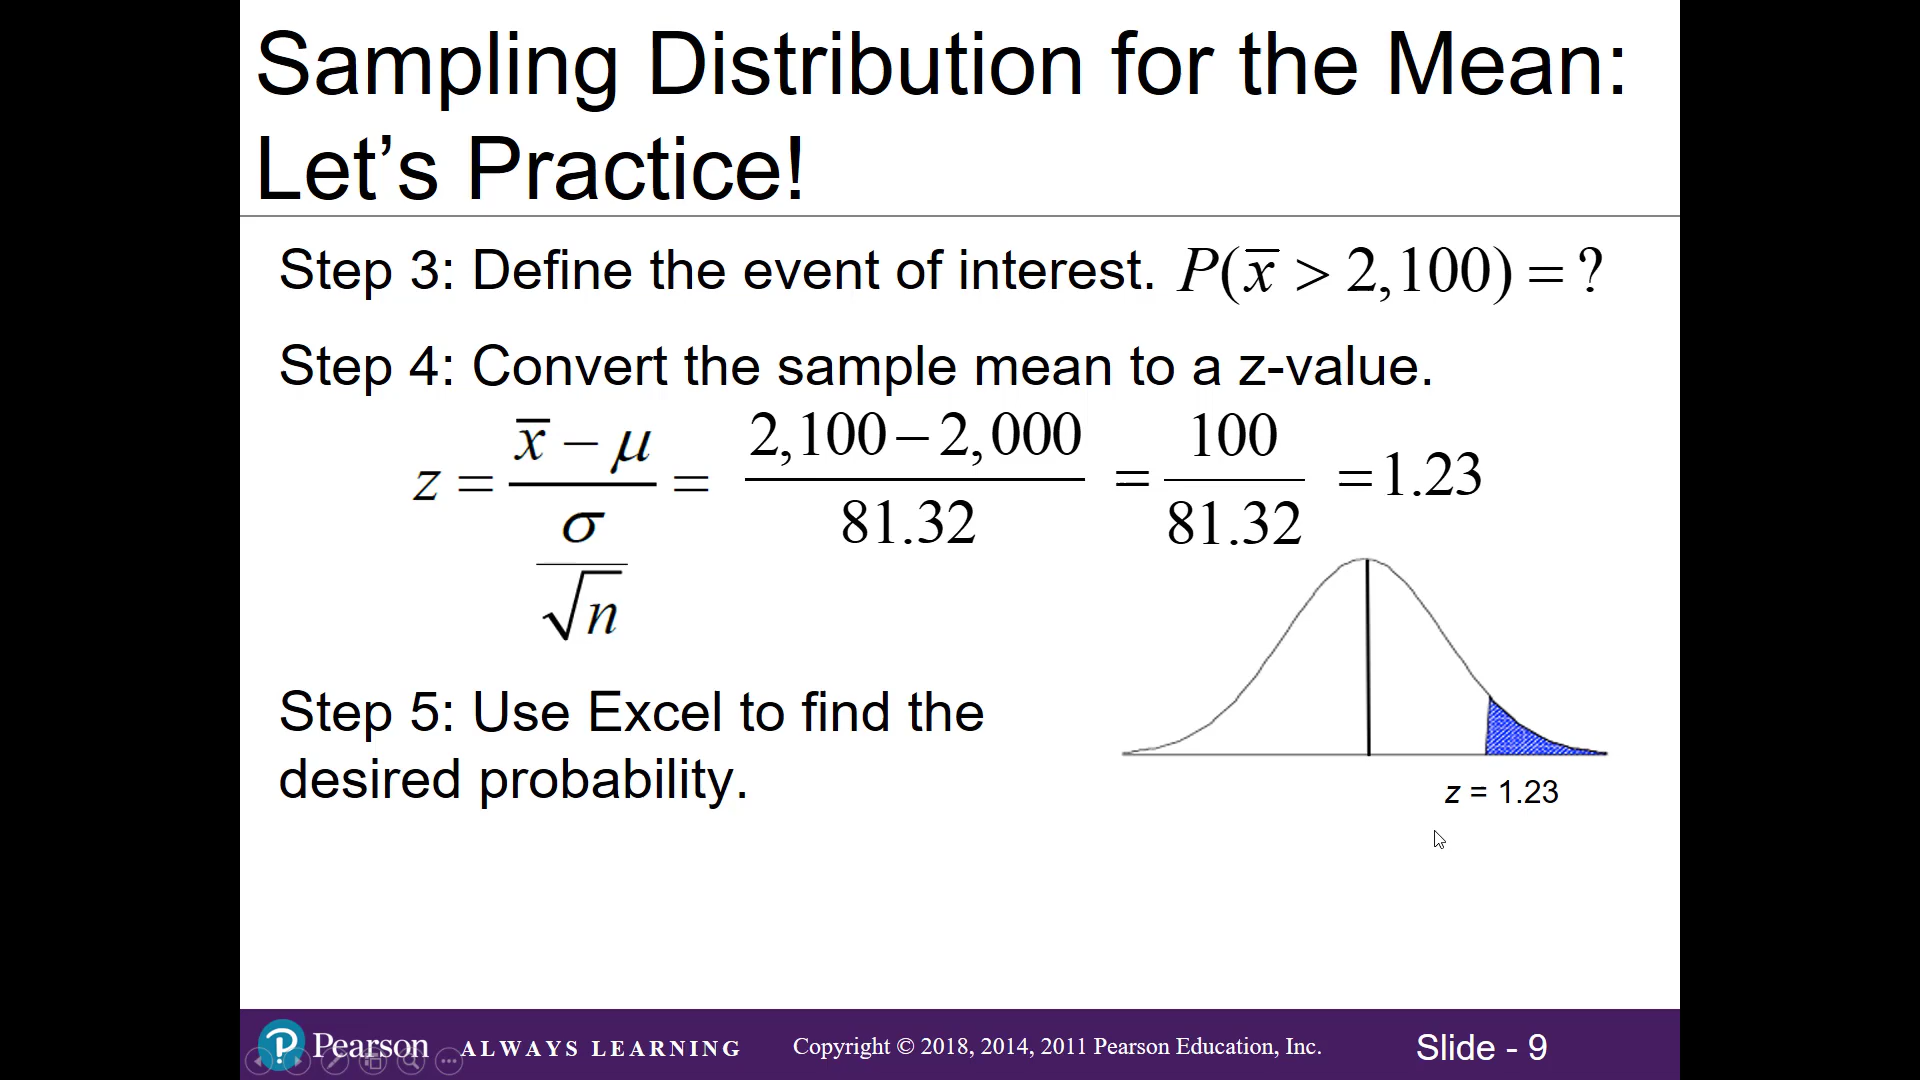 Sampling Distribution for the Mean:
Let’s Practice!
Step 3: Define the event of interest. P(x̅ > 2,100) = ?
Step 4: Convert the sample mean to a z-value.
z = (x̅ − μ) / (σ / √n) = (2,100 − 2,000) / 81.32 = 100 / 81.32 = 1.23
Step 5: Use Excel to find the
desired probability.
z = 1.23
Pearson ALWAYS LEARNING Copyright © 2018, 2014, 2011 Pearson Education, Inc. Slide - 9